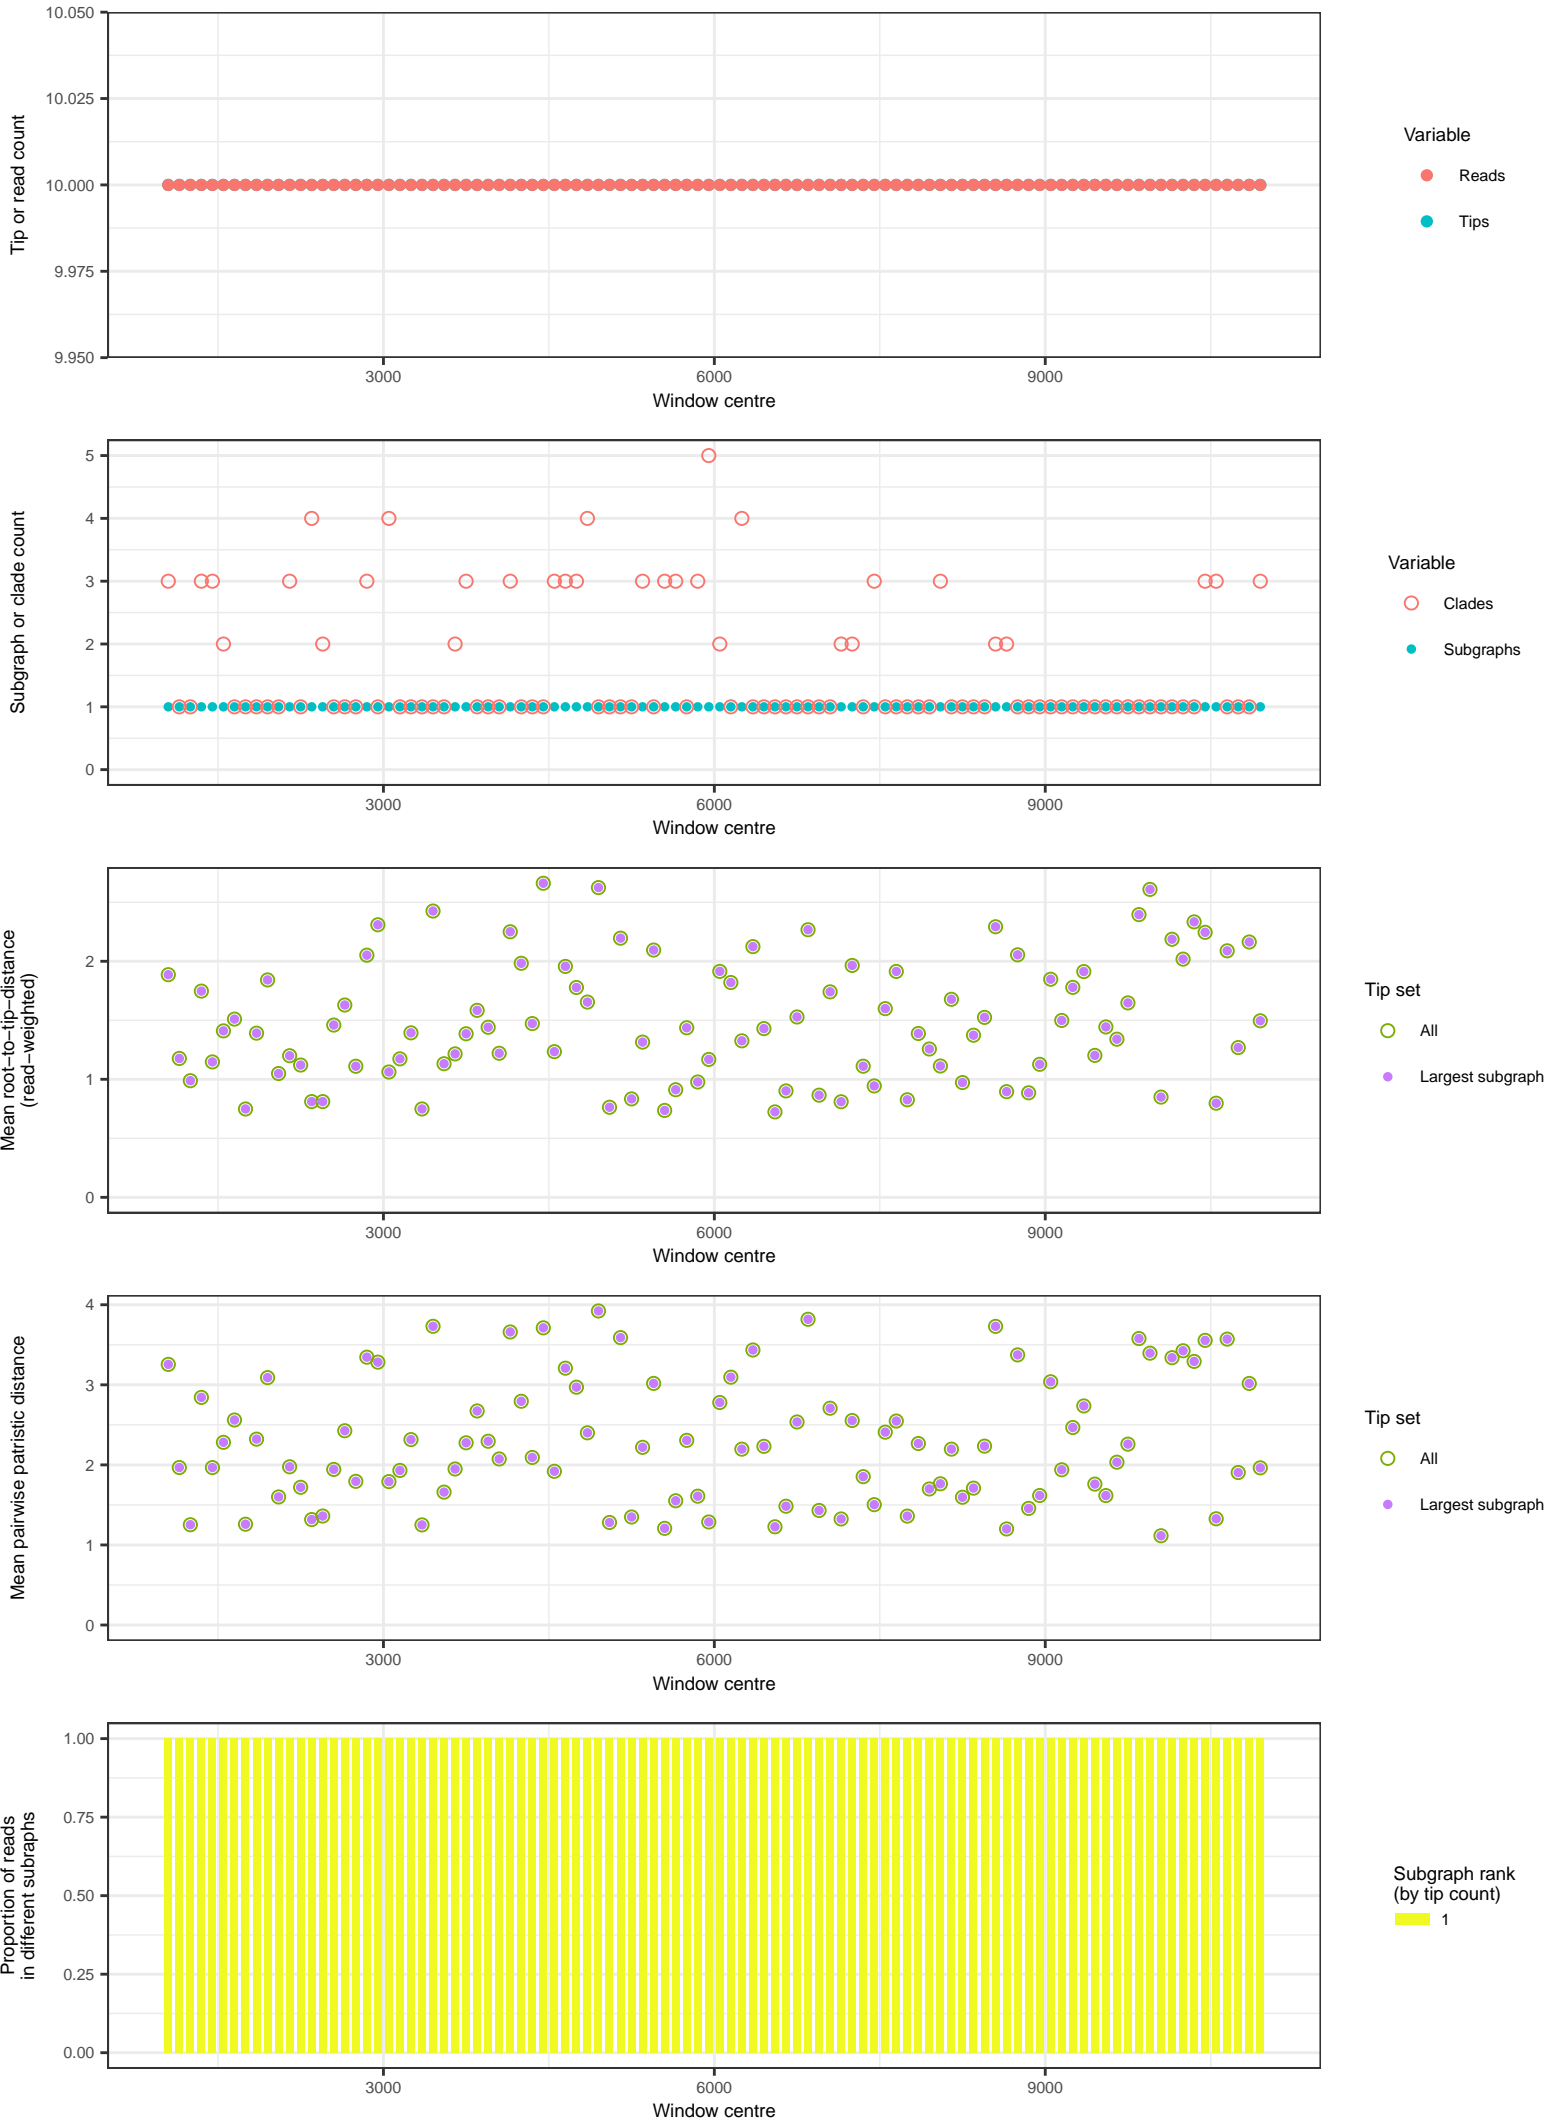 10.050
10.025
10.000
9.975
9.950
Tip or read count
3000
6000
9000
Window centre
Variable
Reads
Tips
5
4
3
2
1
0
Subgraph or clade count
3000
6000
9000
Window centre
Variable
Clades
Subgraphs
2
1
0
Mean root−to−tip−distance
(read−weighted)
3000
6000
9000
Window centre
Tip set
All
Largest subgraph
4
3
2
1
0
Mean pairwise patristic distance
3000
6000
9000
Window centre
Tip set
All
Largest subgraph
1.00
0.75
0.50
0.25
0.00
Proportion of reads
in different subraphs
3000
6000
9000
Window centre
Subgraph rank
(by tip count)
1